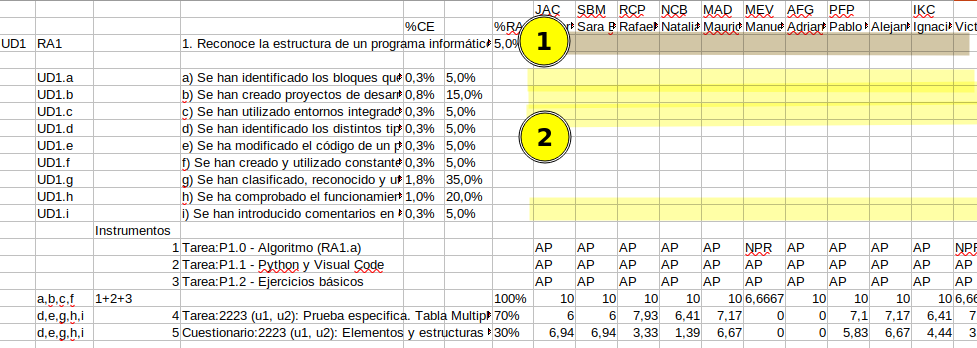 JAC SBM RCP NCB MAD MEV AFG PFP IKC
%CE %RA Sara Rafae Natali Mauri Manue Adrian Pablo Alejan Ignaci Vict
UD1 RA1 1. Reconoce la estructura de un programa informátic 5,0% 1
UD1.a a) Se han identificado los bloques que 0,3% 5,0%
UD1.b b) Se han creado proyectos de desarr 0,8% 15,0%
UD1.c c) Se han utilizado entornos integrado 0,3% 5,0%
UD1.d d) Se han identificado los distintos tip 0,3% 5,0% 2
UD1.e e) Se ha modificado el código de un p 0,3% 5,0%
UD1.f f) Se han creado y utilizado constante 0,3% 5,0%
UD1.g g) Se han clasificado, reconocido y ut 1,8% 35,0%
UD1.h h) Se ha comprobado el funcionamier 1,0% 20,0%
UD1.i i) Se han introducido comentarios en 0,3% 5,0%
Instrumentos
1 Tarea:P1.0 - Algoritmo (RA1.a) AP AP AP AP AP NPR AP AP AP AP NPR
2 Tarea:P1.1 - Python y Visual Code AP AP AP AP AP AP AP AP AP AP AP
3 Tarea:P1.2 - Ejercicios básicos AP AP AP AP AP AP AP AP AP AP AP
a,b,c,f 1+2+3 100% 10 10 10 10 10 6,6667 10 10 10 10 6,66
d,e,g,h,i 4 Tarea:2223 (u1, u2): Prueba especifica. Tabla Multipl 70% 6 6 7,93 6,41 7,17 0 0 7,1 7,17 6,41 7
d,e,g,h,i 5 Cuestionario:2223 (u1, u2): Elementos y estructuras 30% 6,94 6,94 3,33 1,39 6,67 0 0 5,83 6,67 4,44 3